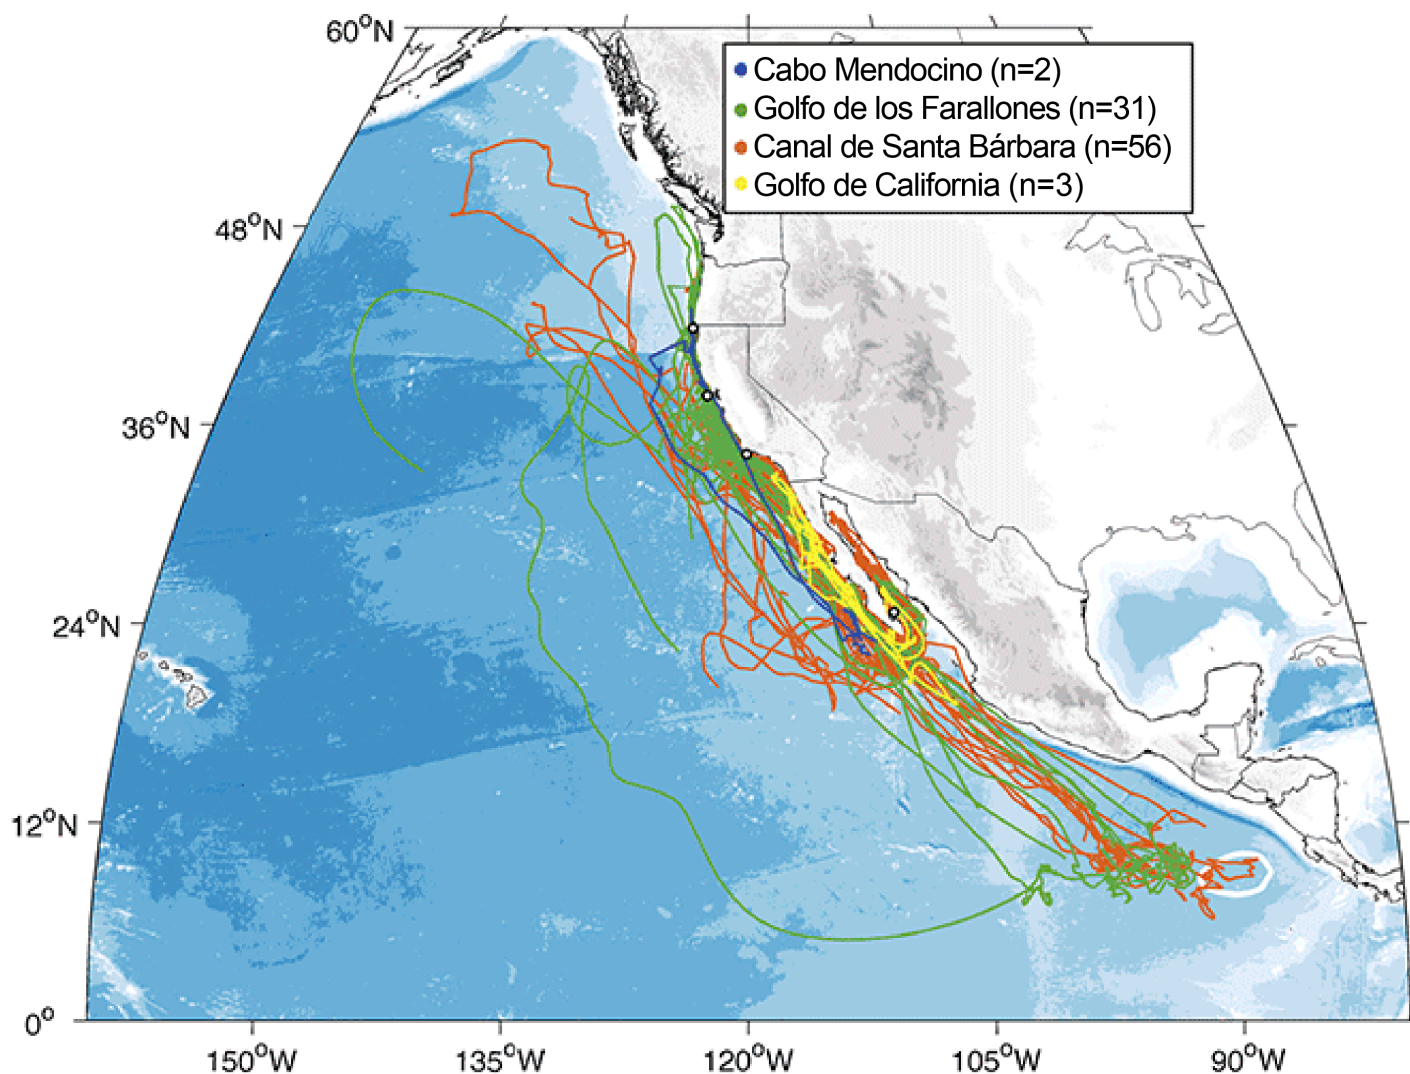 60°N
Cabo Mendocino (n=2)
Golfo de los Farallones (n=31)
Canal de Santa Bárbara (n=56)
Golfo de California (n=3)
48°N
36°N
24°N
12°N
0°
150°W 135°W 120°W 105°W 90°W